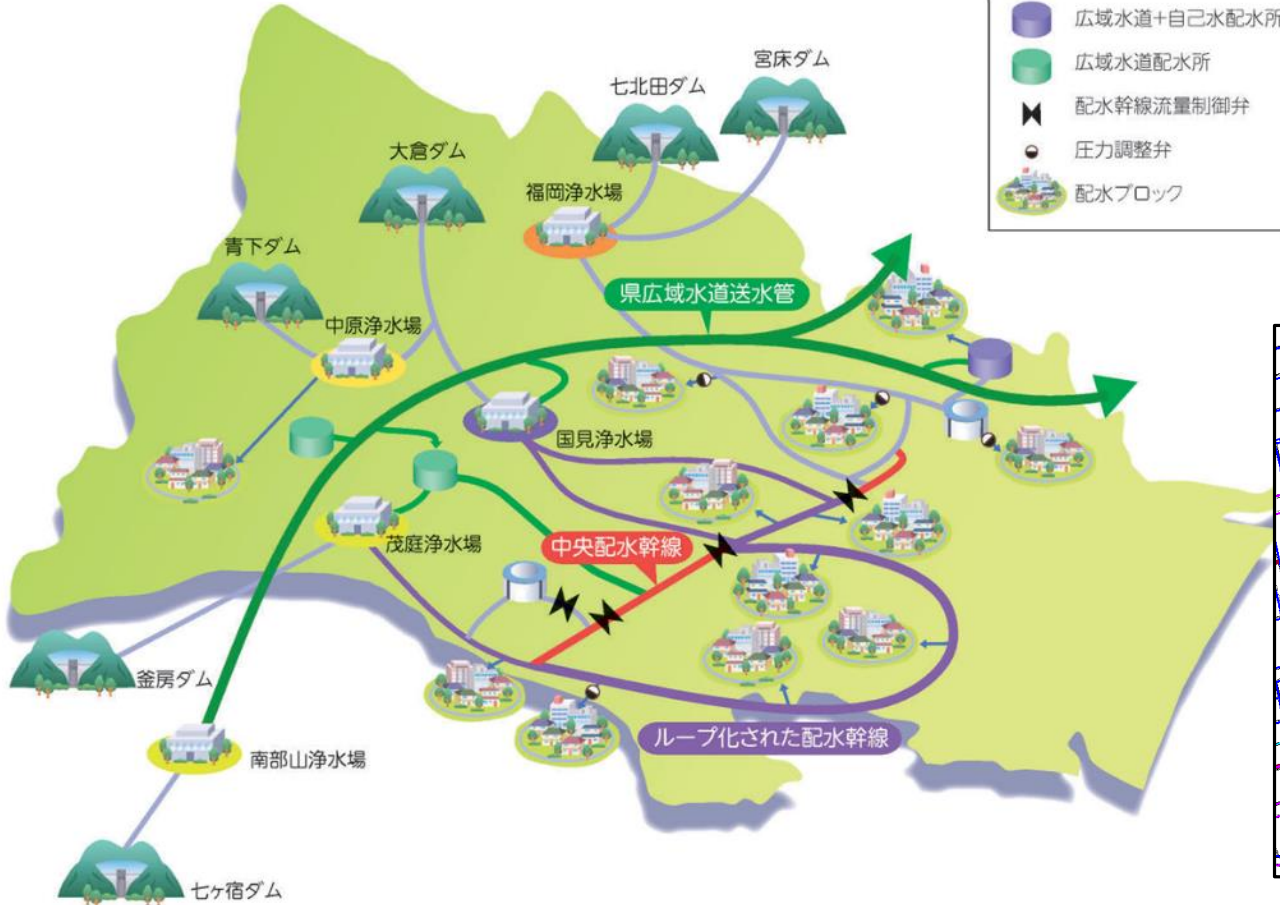 広域水道+自己水配水所
広域水道配水所
配水幹線流量制御弁
圧力調整弁
配水ブロック
宮床ダム
七北田ダム
大倉ダム
福岡浄水場
青下ダム
中原浄水場
県広域水道送水管
国見浄水場
茂庭浄水場
中央配水幹線
釜房ダム
南部山浄水場
ループ化された配水幹線
七ヶ宿ダム